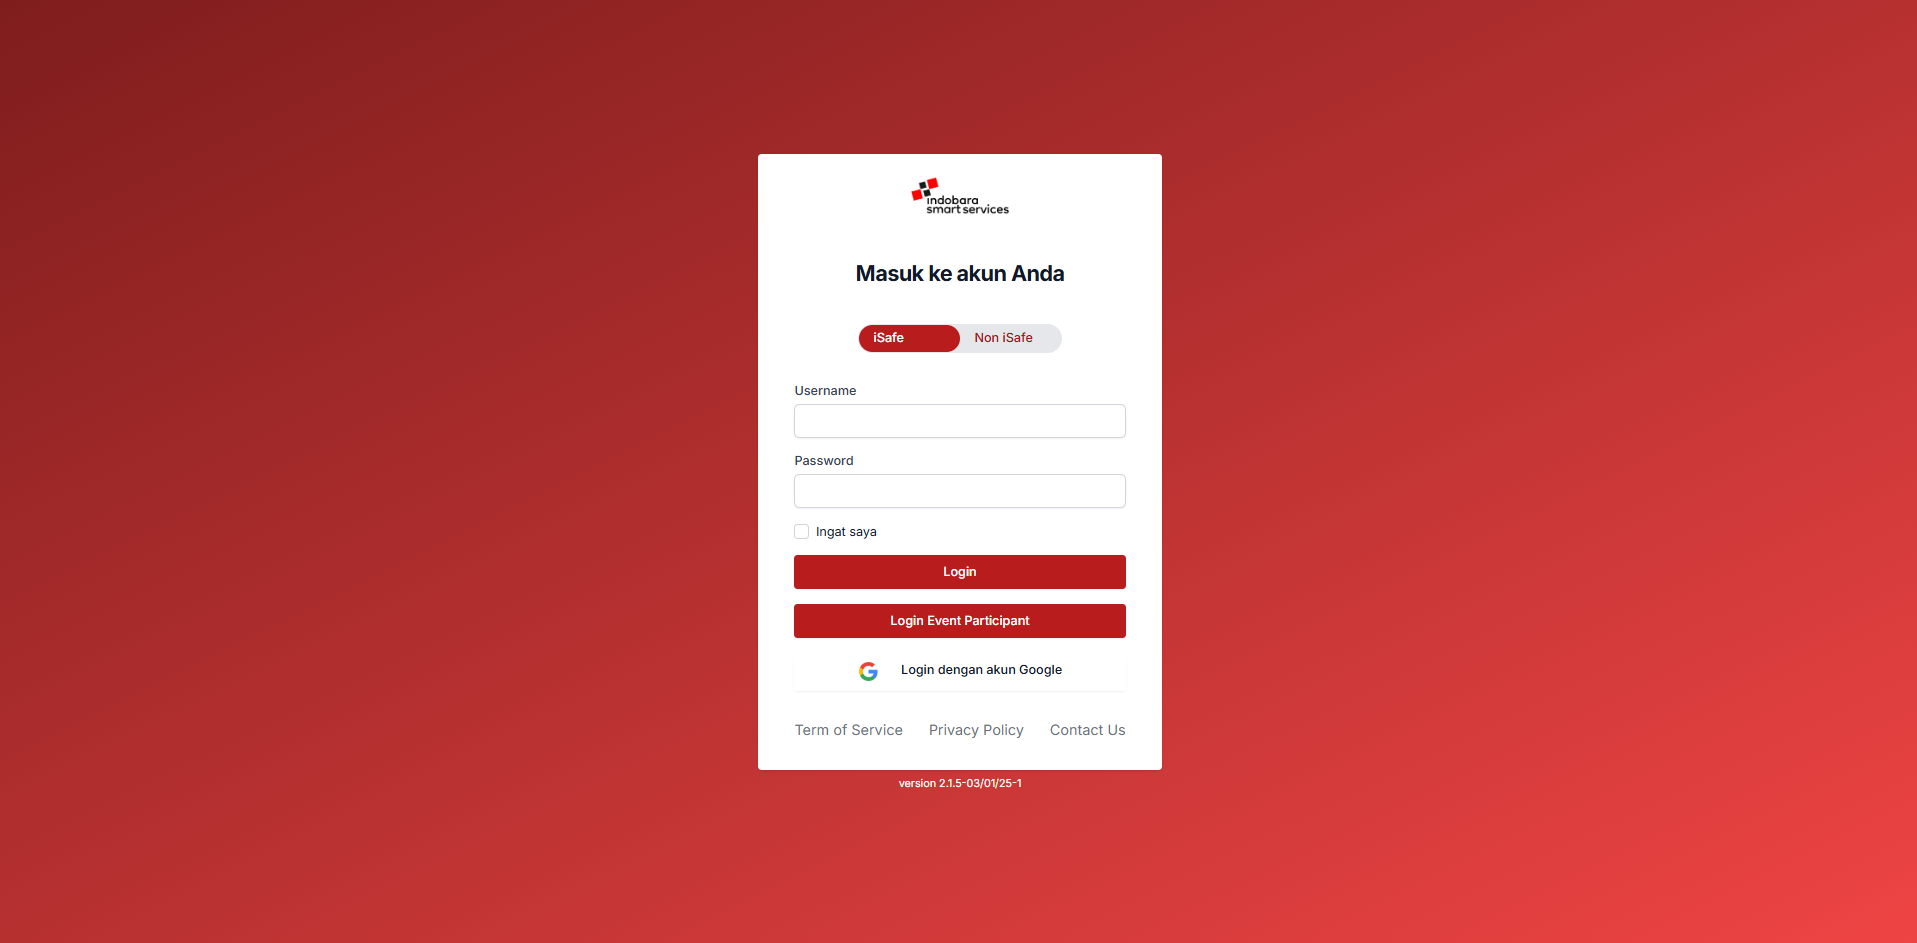 indobara
smart services
Masuk ke akun Anda
iSafe Non iSafe
Username
Password
Ingat saya
Login
Login Event Participant
Login dengan akun Google
Term of Service Privacy Policy Contact Us
version 2.1.5-03/01/25-1